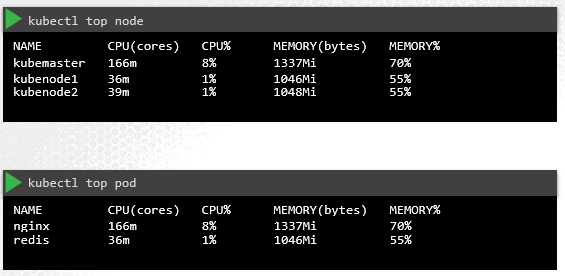 kubectl top node
NAME CPU(cores) CPU% MEMORY(bytes) MEMORY%
kubemaster 166m 8% 1337Mi 70%
kubenode1 36m 1% 1046Mi 55%
kubenode2 39m 1% 1048Mi 55%
kubectl top pod
NAME CPU(cores) CPU% MEMORY(bytes) MEMORY%
nginx 166m 8% 1337Mi 70%
redis 36m 1% 1046Mi 55%